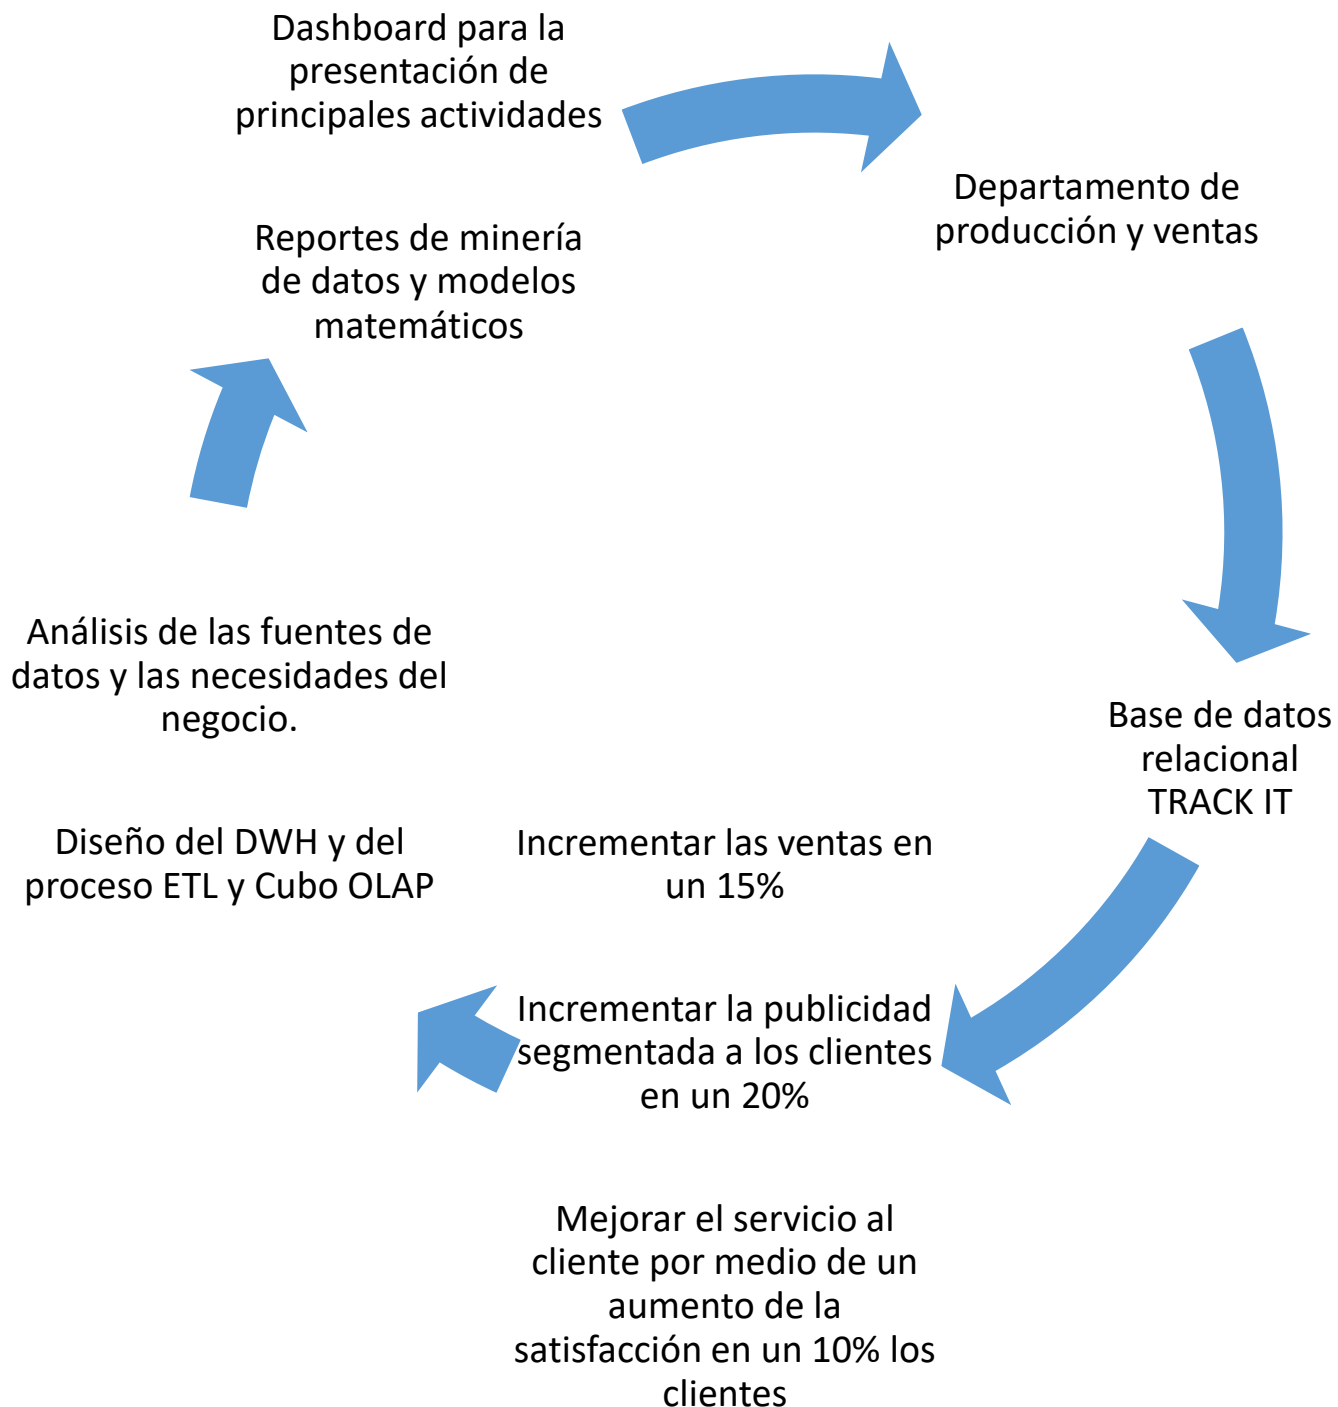 Dashboard para la
presentación de
principales actividades
Reportes de minería
de datos y modelos
matemáticos
Departamento de
producción y ventas
Base de datos
relacional
TRACK IT
Incrementar las ventas en
un 15%
Incrementar la publicidad
segmentada a los clientes
en un 20%
Mejorar el servicio al
cliente por medio de un
aumento de la
satisfacción en un 10% los
clientes
Análisis de las fuentes de
datos y las necesidades del
negocio.
Diseño del DWH y del
proceso ETL y Cubo OLAP